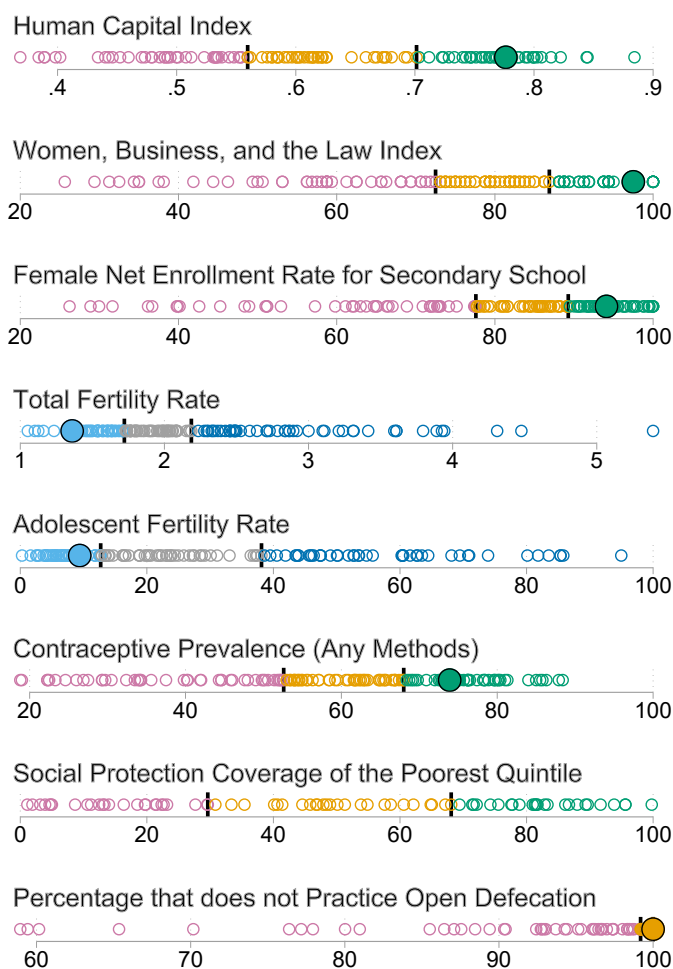 Human Capital Index
.4 .5 .6 .7 .8 .9
Women, Business, and the Law Index
20 40 60 80 100
Female Net Enrollment Rate for Secondary School
20 40 60 80 100
Total Fertility Rate
1 2 3 4 5
Adolescent Fertility Rate
0 20 40 60 80 100
Contraceptive Prevalence (Any Methods)
20 40 60 80 100
Social Protection Coverage of the Poorest Quintile
0 20 40 60 80 100
Percentage that does not Practice Open Defecation
60 70 80 90 100